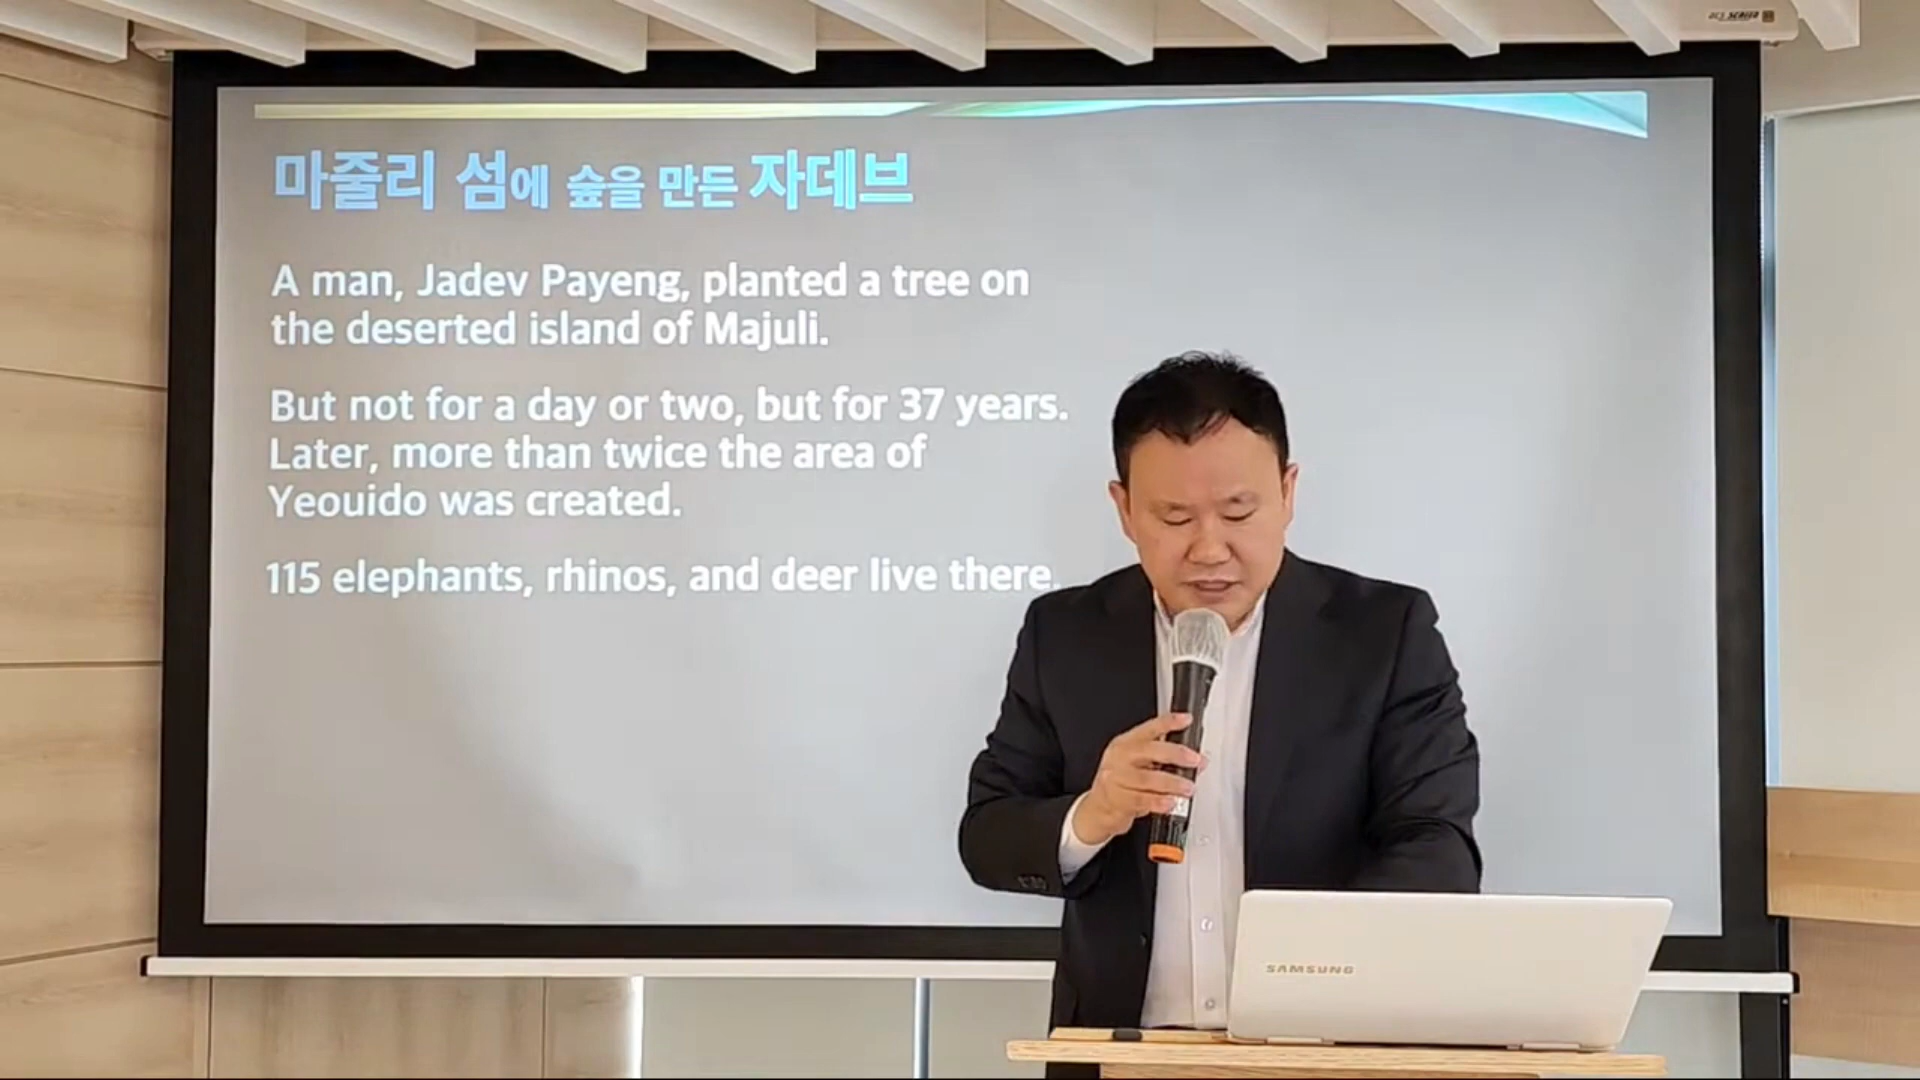 마줄리 섬에 숲을 만든 자데브
A man, Jadev Payeng, planted a tree on
the deserted island of Majuli.
But not for a day or two, but for 37 years.
Later, more than twice the area of
Yeouido was created.
115 elephants, rhinos, and deer live there.
SAMSUNG